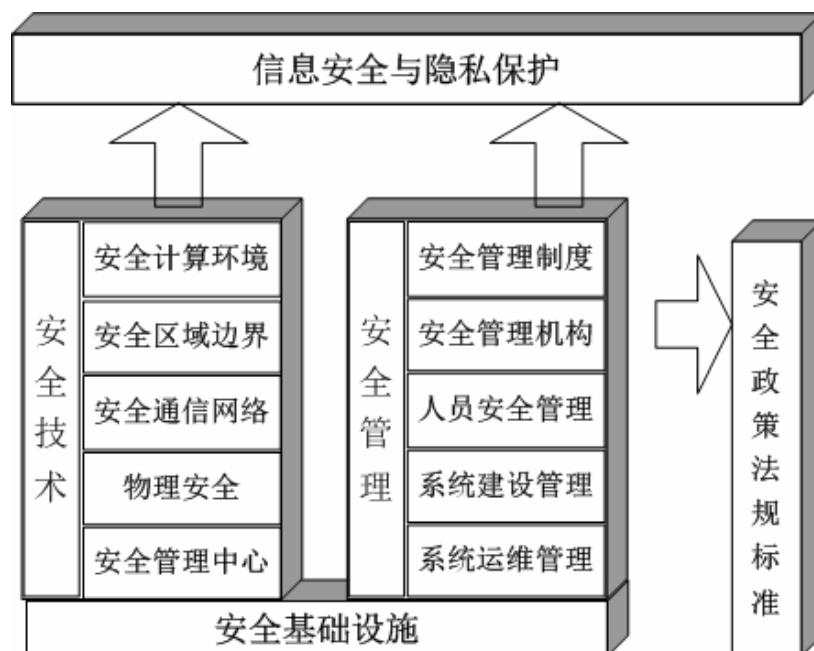 信息安全与隐私保护
安全技术
安全计算环境
安全区域边界
安全通信网络
物理安全
安全管理中心
安全管理
安全管理制度
安全管理机构
人员安全管理
系统建设管理
系统运维管理
安全政策法规标准
安全基础设施